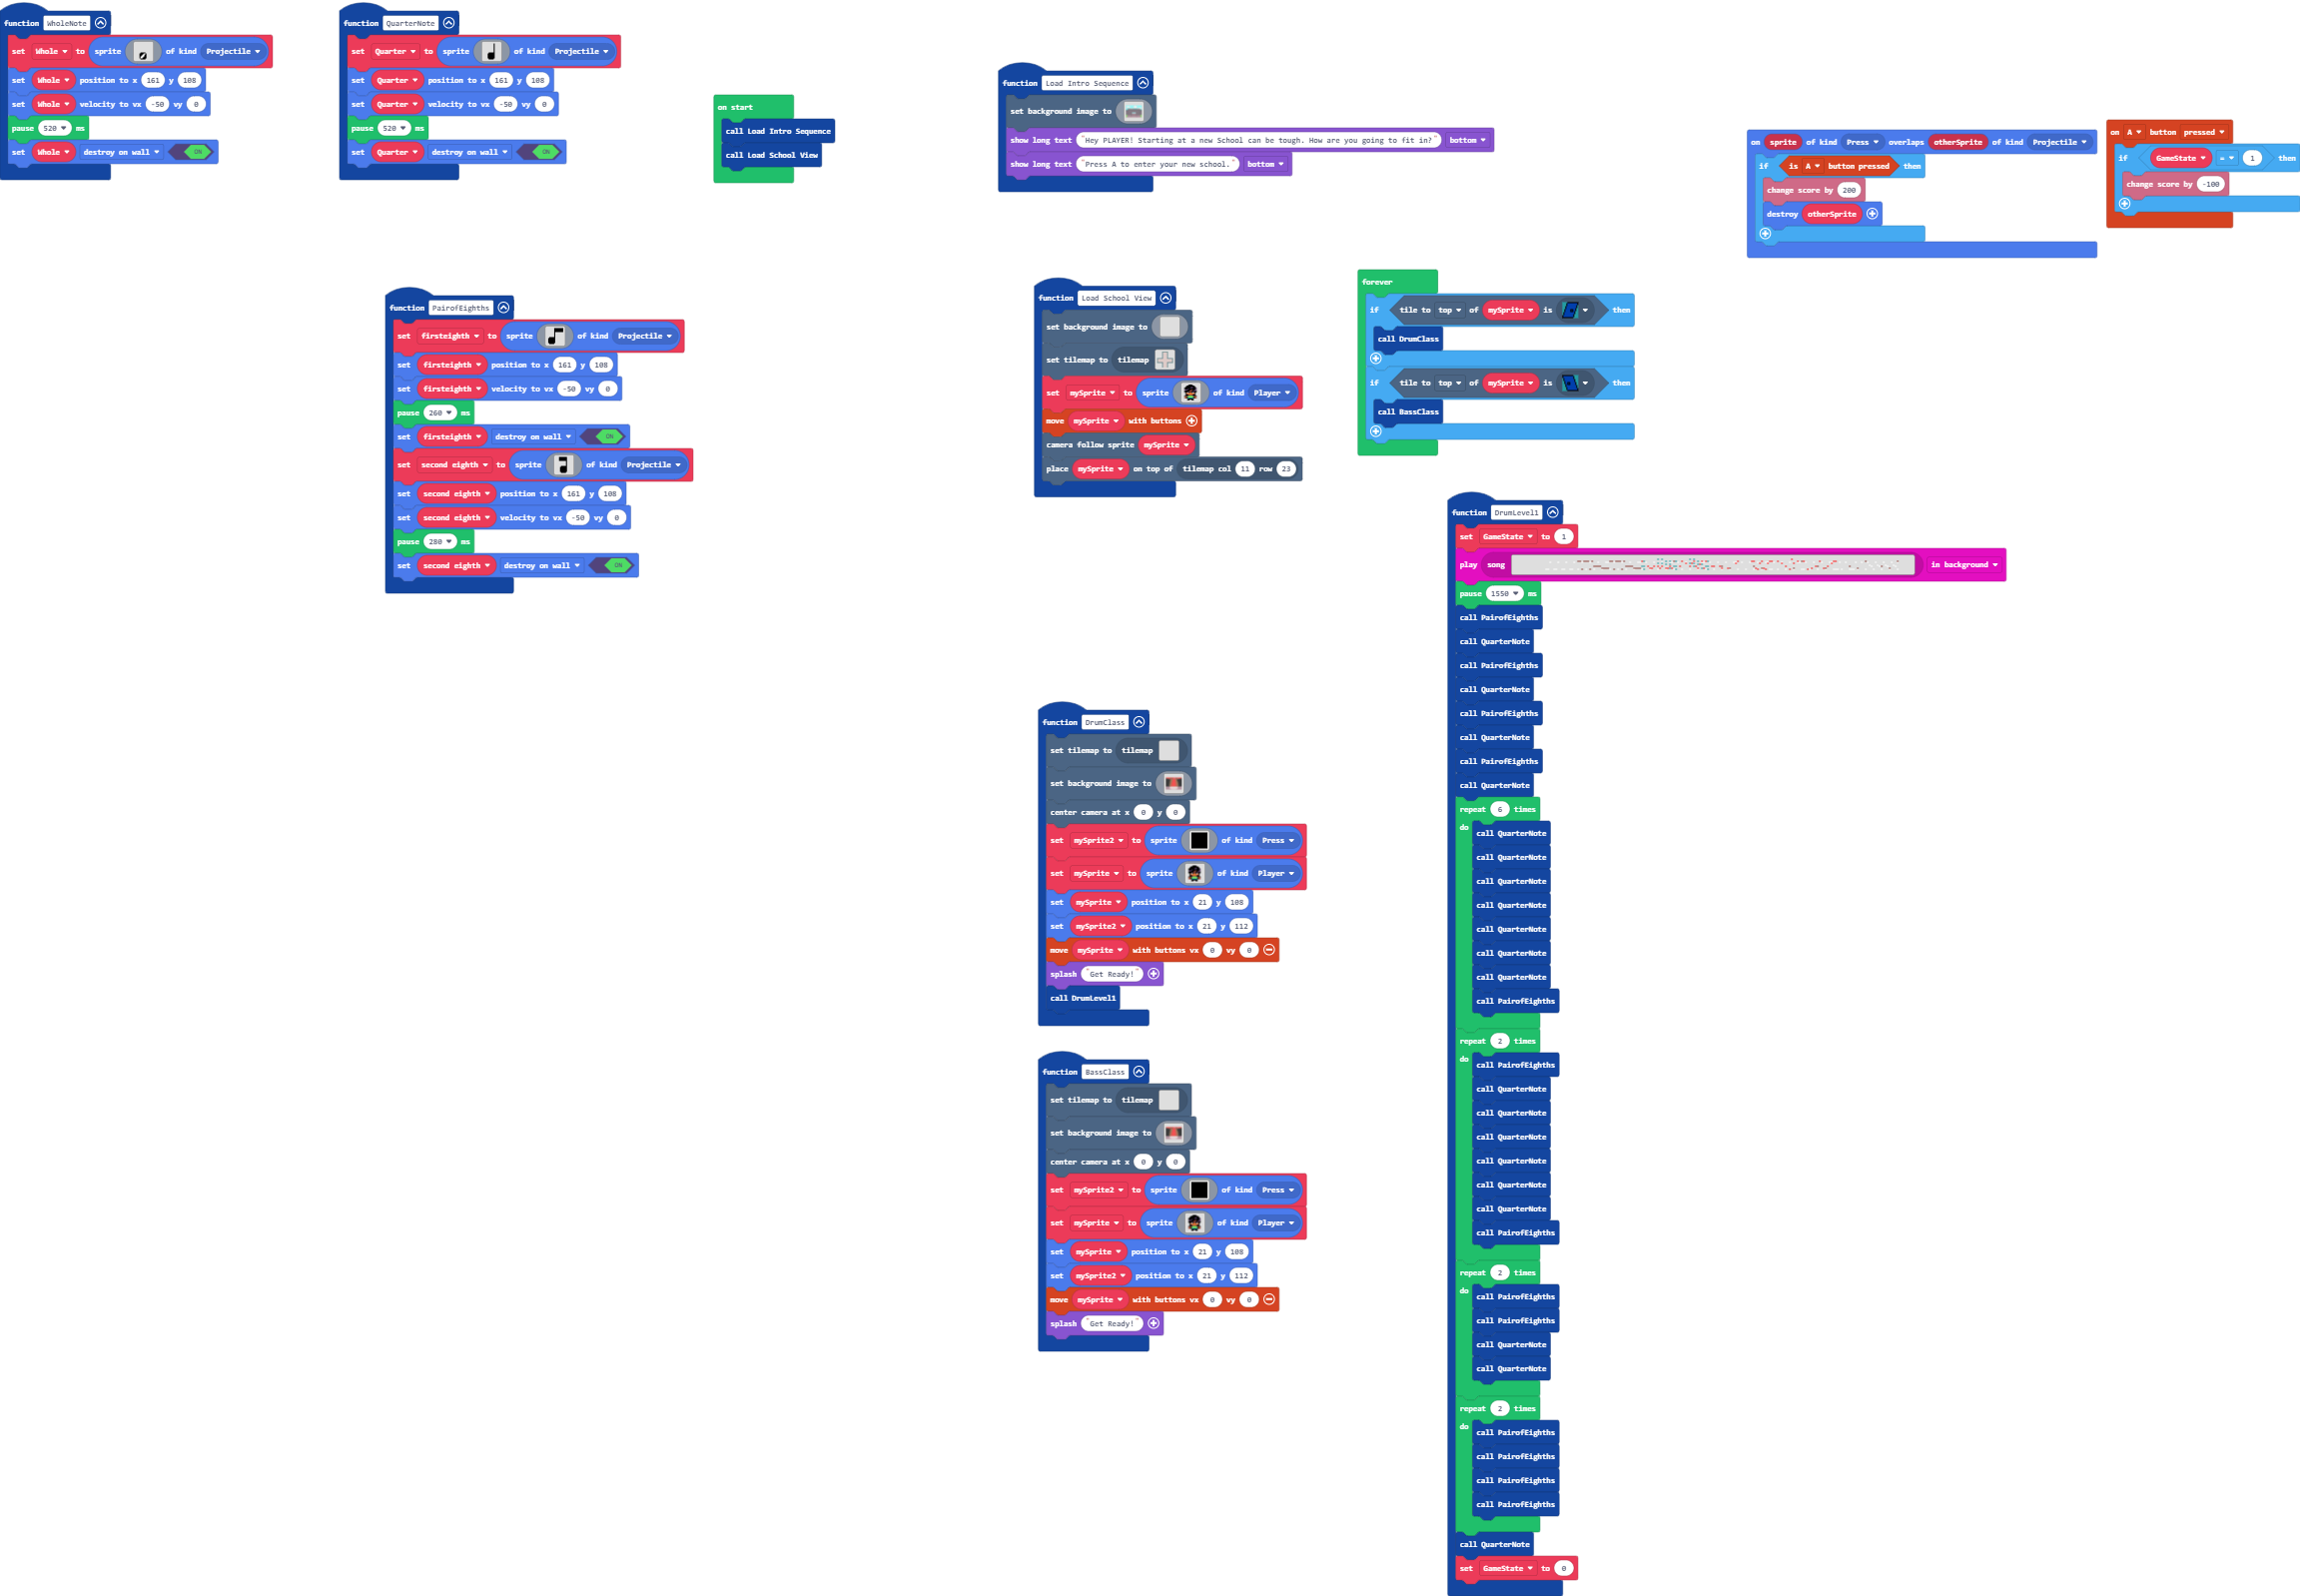 function WholeNote
set Whole to sprite of kind Projectile
set Whole position to x 161 y 108
set Whole velocity to vx -50 vy 0
pause 520 ms
set Whole destroy on wall ON
function QuarterNote
set Quarter to sprite of kind Projectile
set Quarter position to x 161 y 108
set Quarter velocity to vx -50 vy 0
pause 520 ms
set Quarter destroy on wall ON
on start
call Load Intro Sequence
call Load School View
function Load Intro Sequence
set background image to
show long text "Hey PLAYER! Starting at a new School can be tough. How are you going to fit in?" bottom
show long text "Press A to enter your new school." bottom
on sprite of kind Press overlaps otherSprite of kind Projectile
if is A button pressed then
change score by 200
destroy otherSprite
on A button pressed
if GameState = 1 then
change score by -100
function PairofEighths
set firsteighth to sprite of kind Projectile
set firsteighth position to x 161 y 108
set firsteighth velocity to vx -50 vy 0
pause 260 ms
set firsteighth destroy on wall ON
set second eighth to sprite of kind Projectile
set second eighth position to x 161 y 108
set second eighth velocity to vx -50 vy 0
pause 280 ms
set second eighth destroy on wall ON
function Load School View
set background image to
set tilemap to tilemap
set mySprite to sprite of kind Player
move mySprite with buttons
camera follow sprite mySprite
place mySprite on top of tilemap col 11 row 23
forever
if tile to top of mySprite is then
call DrumClass
if tile to top of mySprite is then
call BassClass
function DrumClass
set tilemap to tilemap
set background image to
center camera at x 0 y 0
set mySprite2 to sprite of kind Press
set mySprite to sprite of kind Player
set mySprite position to x 21 y 108
set mySprite2 position to x 21 y 112
move mySprite with buttons vx 0 vy 0
splash "Get Ready!"
call DrumLevel1
function BassClass
set tilemap to tilemap
set background image to
center camera at x 0 y 0
set mySprite2 to sprite of kind Press
set mySprite to sprite of kind Player
set mySprite position to x 21 y 108
set mySprite2 position to x 21 y 112
move mySprite with buttons vx 0 vy 0
splash "Get Ready!"
function DrumLevel1
set GameState to 1
play song in background
pause 1550 ms
call PairofEighths
call QuarterNote
call PairofEighths
call QuarterNote
call PairofEighths
call QuarterNote
call PairofEighths
call QuarterNote
repeat 6 times
do call QuarterNote
call QuarterNote
call QuarterNote
call QuarterNote
call QuarterNote
call QuarterNote
call QuarterNote
call PairofEighths
repeat 2 times
do call PairofEighths
call QuarterNote
call QuarterNote
call QuarterNote
call QuarterNote
call QuarterNote
call QuarterNote
call PairofEighths
repeat 2 times
do call PairofEighths
call PairofEighths
call QuarterNote
call QuarterNote
repeat 2 times
do call PairofEighths
call PairofEighths
call PairofEighths
call PairofEighths
call QuarterNote
set GameState to 0